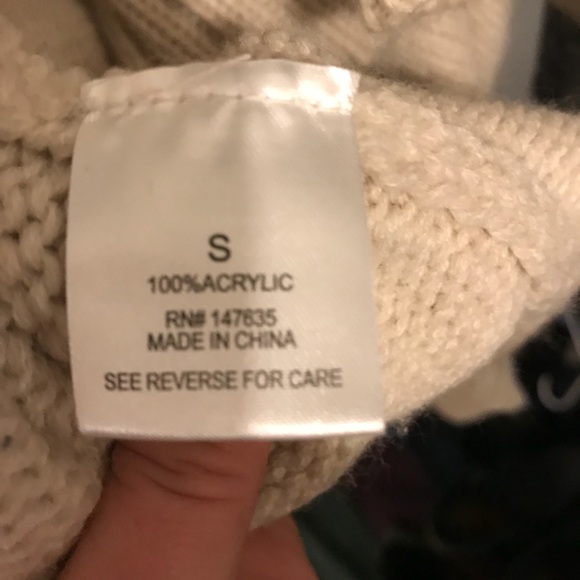 S
100%ACRYLIC
RN# 147635
MADE IN CHINA
SEE REVERSE FOR CARE